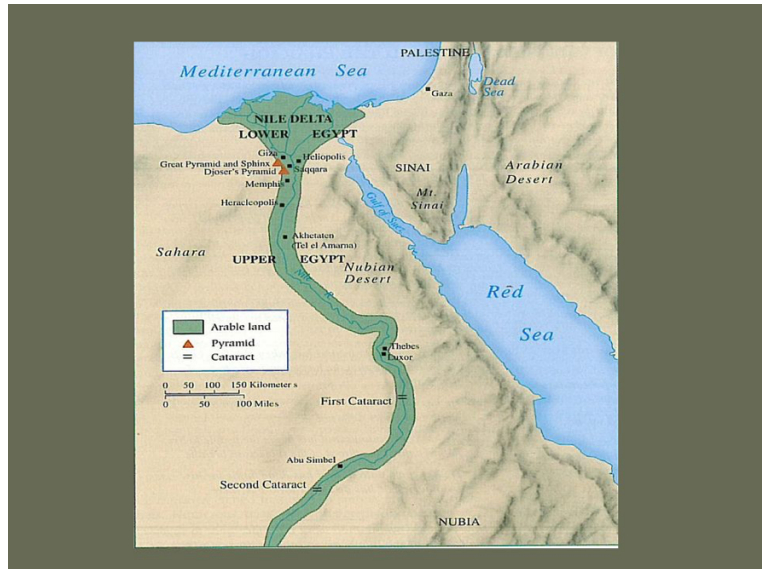 PALESTINE
Mediterranean Sea
Dead
Sea
Gaza
NILE DELTA
LOWER EGYPT
Giza
Heliopolis
Great Pyramid and Sphinx
Saqqara
Djoser's Pyramid
Memphis
SINAI
Arabian
Desert
Mt.
Sinai
Gulf of Suez
Heracleopolis
Akhetaten
(Tel el Amarna)
Sahara
UPPER EGYPT
Nubian
Desert
Nile
R.
Rēd
Sea
Arable land
Pyramid
Cataract
Thebes
Luxor
0 50 100 150 Kilometers
0 50 100 Miles
First Cataract
Abu Simbel
Second Cataract
NUBIA